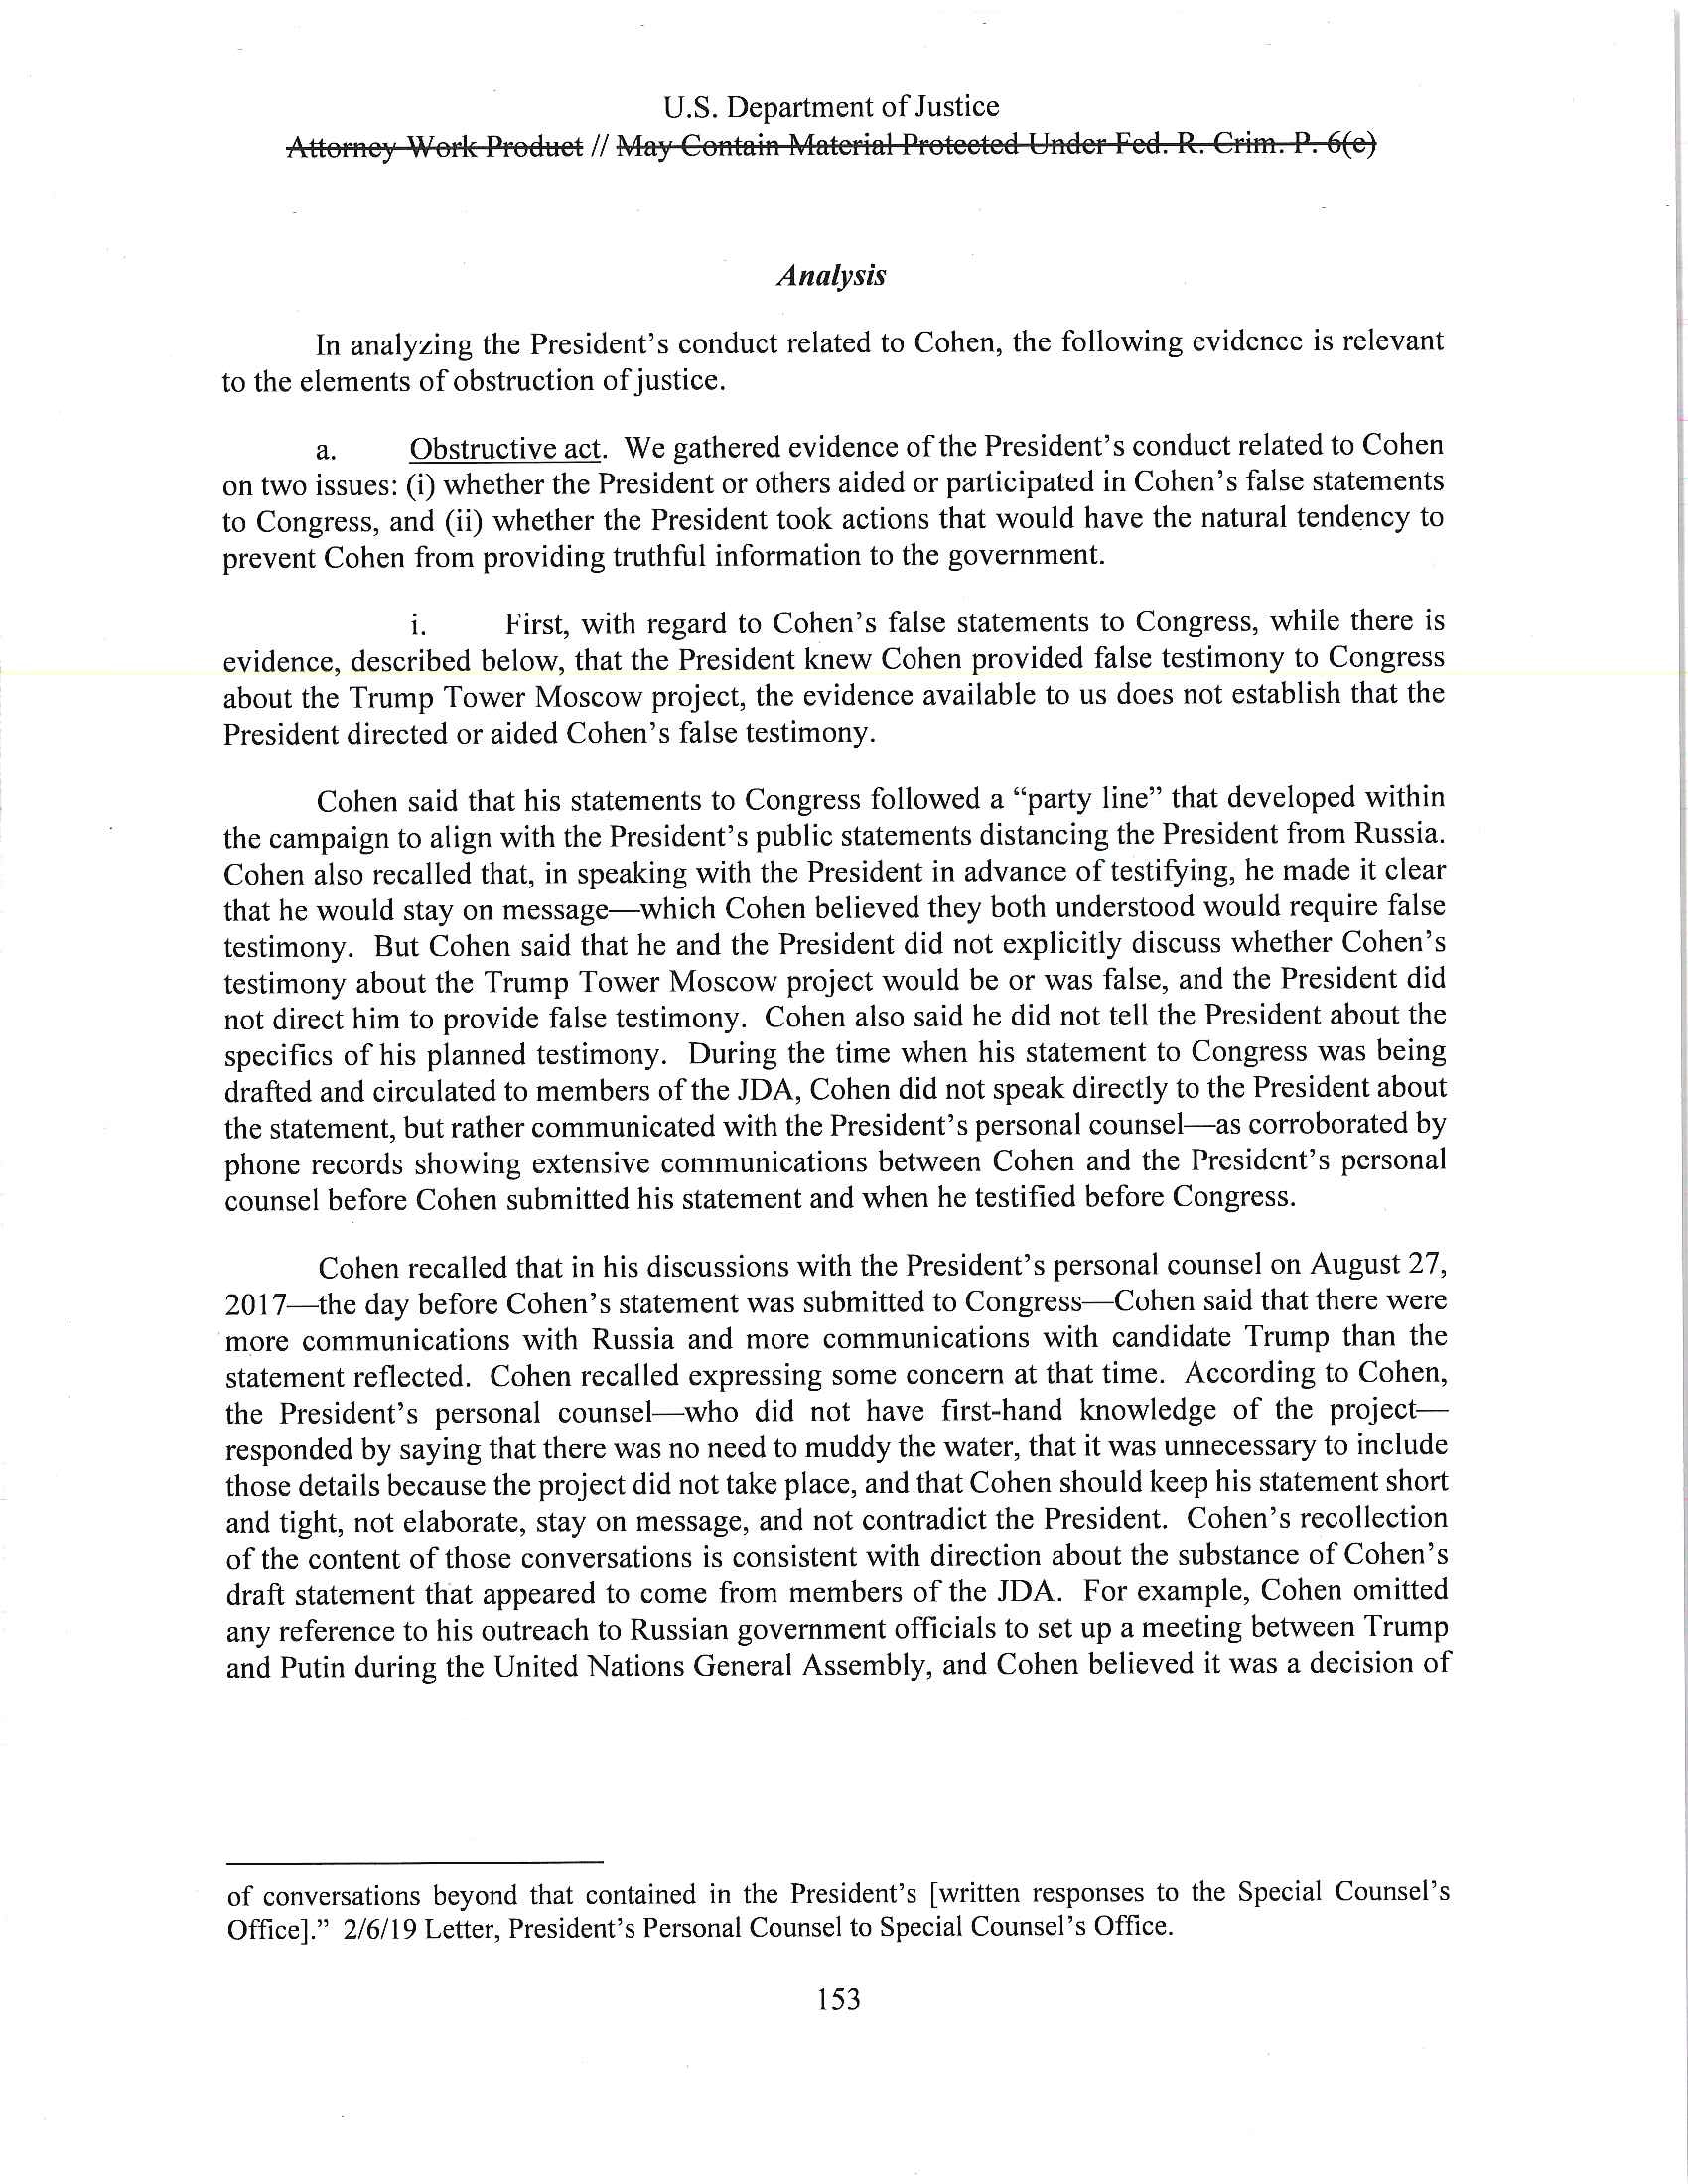 U.S. Department of Justice
Attorney Work Product // May Contain Material Protected Under Fed. R. Crim. P. 6(e)
Analysis
In analyzing the President's conduct related to Cohen, the following evidence is relevant
to the elements of obstruction of justice.
a. Obstructive act. We gathered evidence of the President's conduct related to Cohen
on two issues: (i) whether the President or others aided or participated in Cohen's false statements
to Congress, and (ii) whether the President took actions that would have the natural tendency to
prevent Cohen from providing truthful information to the government.
i. First, with regard to Cohen's false statements to Congress, while there is
evidence, described below, that the President knew Cohen provided false testimony to Congress
about the Trump Tower Moscow project, the evidence available to us does not establish that the
President directed or aided Cohen's false testimony.
Cohen said that his statements to Congress followed a “party line” that developed within
the campaign to align with the President's public statements distancing the President from Russia.
Cohen also recalled that, in speaking with the President in advance of testifying, he made it clear
that he would stay on message—which Cohen believed they both understood would require false
testimony. But Cohen said that he and the President did not explicitly discuss whether Cohen's
testimony about the Trump Tower Moscow project would be or was false, and the President did
not direct him to provide false testimony. Cohen also said he did not tell the President about the
specifics of his planned testimony. During the time when his statement to Congress was being
drafted and circulated to members of the JDA, Cohen did not speak directly to the President about
the statement, but rather communicated with the President's personal counsel—as corroborated by
phone records showing extensive communications between Cohen and the President's personal
counsel before Cohen submitted his statement and when he testified before Congress.
Cohen recalled that in his discussions with the President's personal counsel on August 27,
2017—the day before Cohen's statement was submitted to Congress—Cohen said that there were
more communications with Russia and more communications with candidate Trump than the
statement reflected. Cohen recalled expressing some concern at that time. According to Cohen,
the President's personal counsel—who did not have first-hand knowledge of the project—
responded by saying that there was no need to muddy the water, that it was unnecessary to include
those details because the project did not take place, and that Cohen should keep his statement short
and tight, not elaborate, stay on message, and not contradict the President. Cohen's recollection
of the content of those conversations is consistent with direction about the substance of Cohen's
draft statement that appeared to come from members of the JDA. For example, Cohen omitted
any reference to his outreach to Russian government officials to set up a meeting between Trump
and Putin during the United Nations General Assembly, and Cohen believed it was a decision of
of conversations beyond that contained in the President's [written responses to the Special Counsel's
Office].” 2/6/19 Letter, President's Personal Counsel to Special Counsel's Office.
153